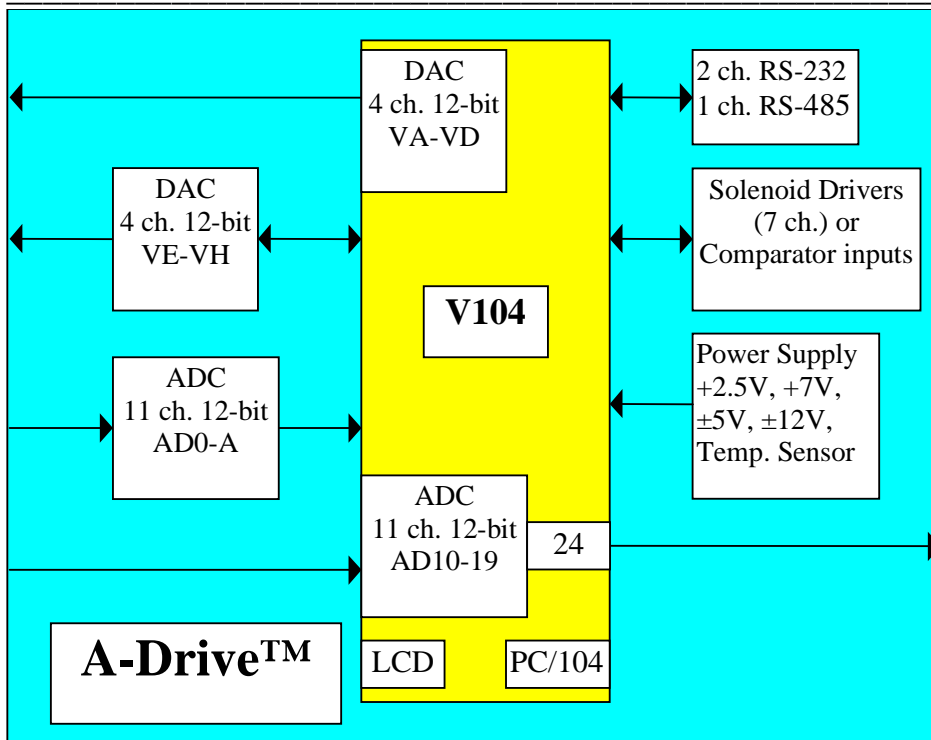 DAC
4 ch. 12-bit
VA-VD
2 ch. RS-232
1 ch. RS-485
DAC
4 ch. 12-bit
VE-VH
Solenoid Drivers
(7 ch.) or
Comparator inputs
V104
ADC
11 ch. 12-bit
AD0-A
Power Supply
+2.5V, +7V,
±5V, ±12V,
Temp. Sensor
ADC
11 ch. 12-bit
AD10-19
24
A-Drive™
LCD
PC/104